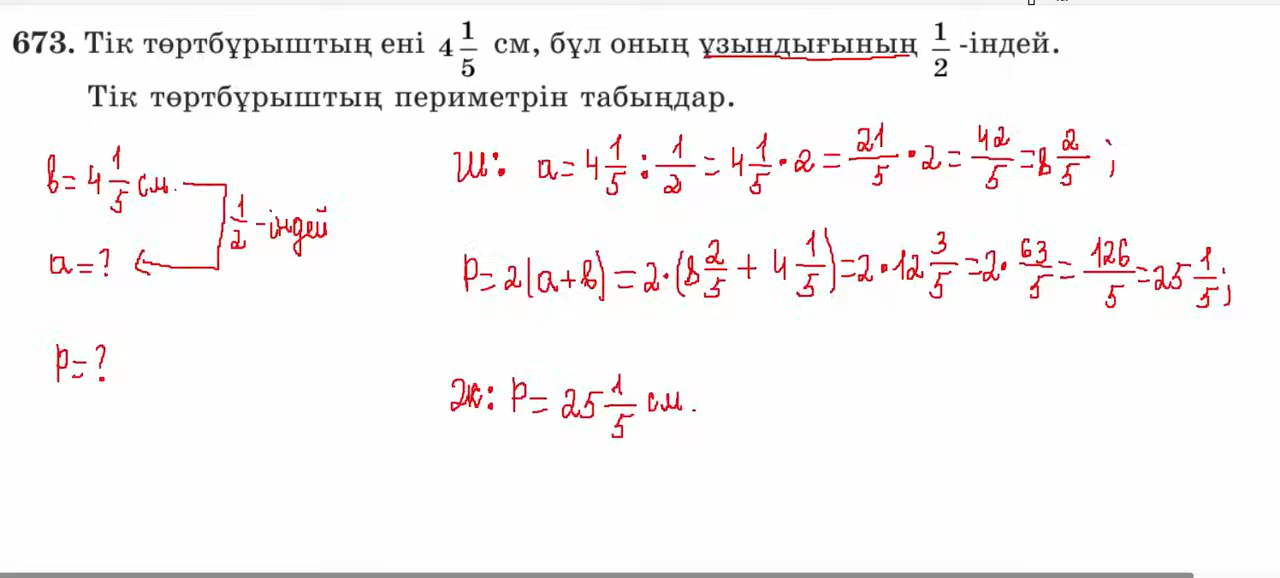 673. Тік төртбұрыштың ені 4 1/5 см, бұл оның ұзындығының 1/2 -індей.
Тік төртбұрыштың периметрін табыңдар.
b = 4 1/5 см. 1/2 -індей
a = ?
P = ?
Ш: a = 4 1/5 : 1/2 = 4 1/5 · 2 = 21/5 · 2 = 42/5 = 8 2/5 ;
P = 2(a+b) = 2·(8 2/5 + 4 1/5) = 2·12 3/5 = 2· 63/5 = 126/5 = 25 1/5 ;
Ж: P = 25 1/5 см.